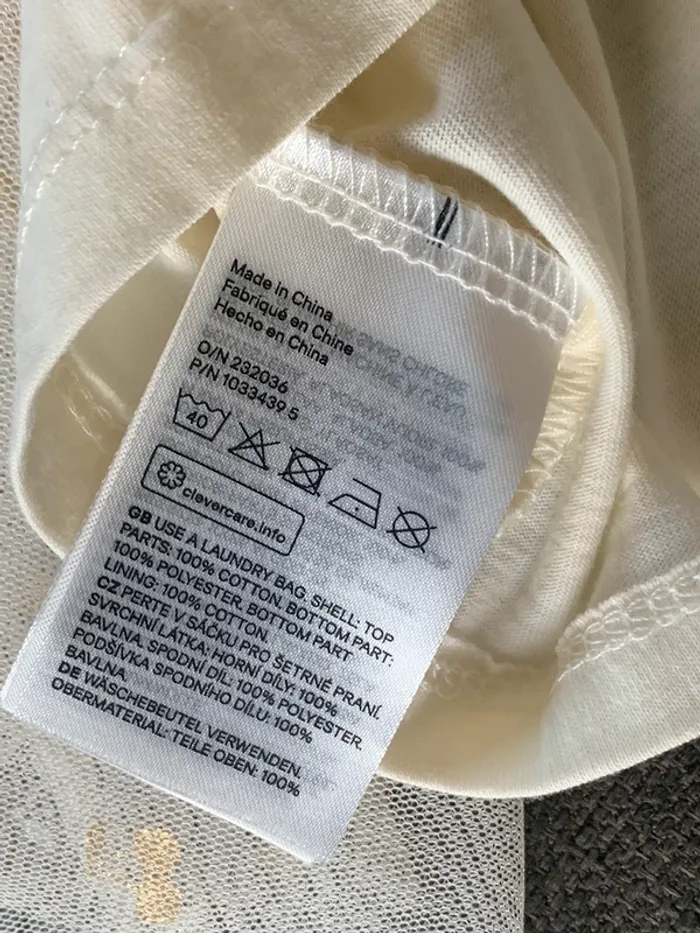 Made in China
Fabriqué en Chine
Hecho en China
O/N 232036
P/N 1033439 5
40
clevercare.info
GB USE A LAUNDRY BAG. SHELL: TOP
PARTS: 100% COTTON. BOTTOM PART:
100% POLYESTER. BOTTOM PART
LINING: 100% COTTON.
CZ PERTE V SÁČKU PRO ŠETRNÉ PRANÍ.
SVRCHNÍ LÁTKA: HORNÍ DÍLY: 100%
BAVLNA. SPODNÍ DÍL: 100% POLYESTER.
PODŠÍVKA SPODNÍHO DÍLU: 100%
BAVLNA
DE WÄSCHEBEUTEL VERWENDEN.
OBERMATERIAL: TEILE OBEN: 100%